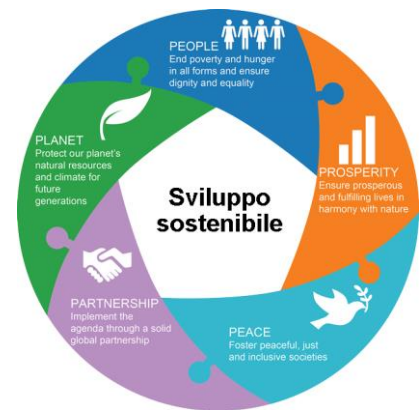 PEOPLE
End poverty and hunger
in all forms and ensure
dignity and equality
PROSPERITY
Ensure prosperous
and fulfilling lives in
harmony with nature
PEACE
Foster peaceful, just
and inclusive societies
PARTNERSHIP
Implement the
agenda through a solid
global partnership
PLANET
Protect our planet's
natural resources
and climate for
future
generations
Sviluppo
sostenibile